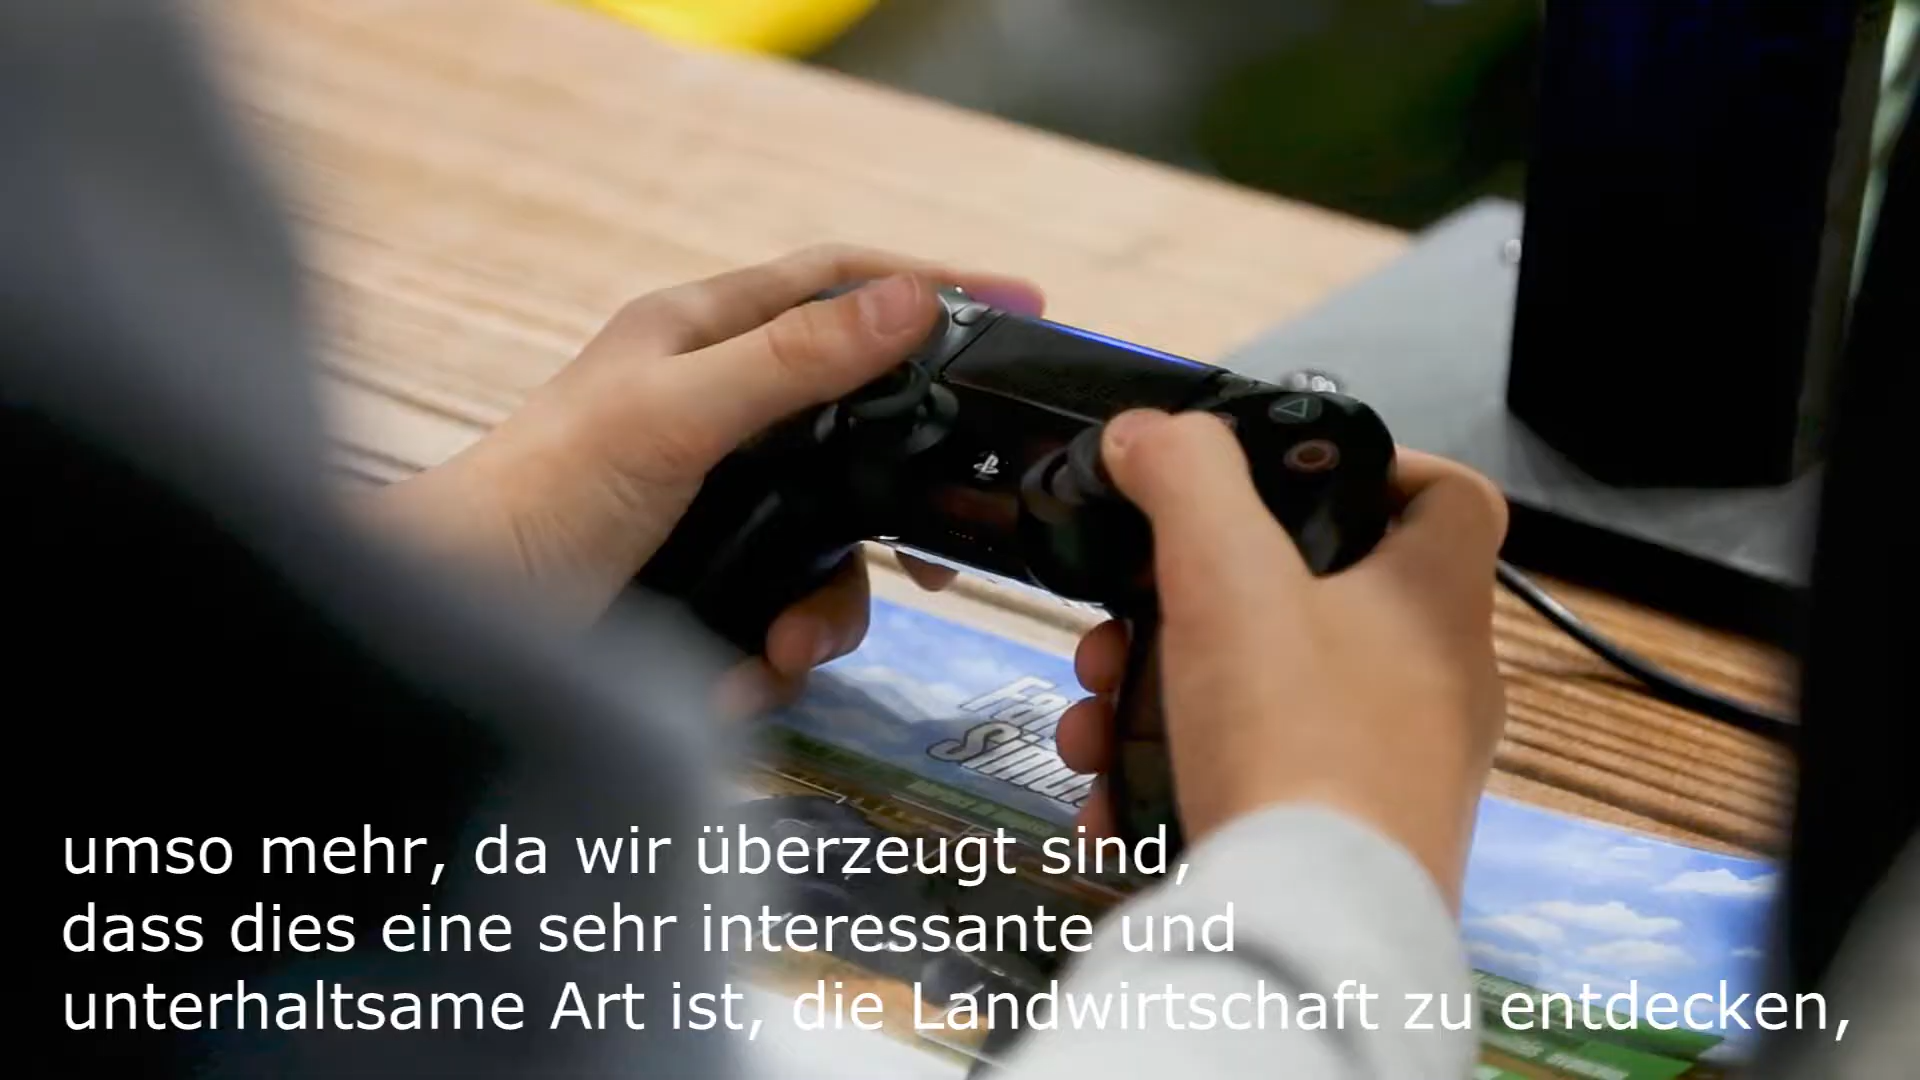 Simu
umso mehr, da wir überzeugt sind,
dass dies eine sehr interessante und
unterhaltsame Art ist, die Landwirtschaft zu entdecken,